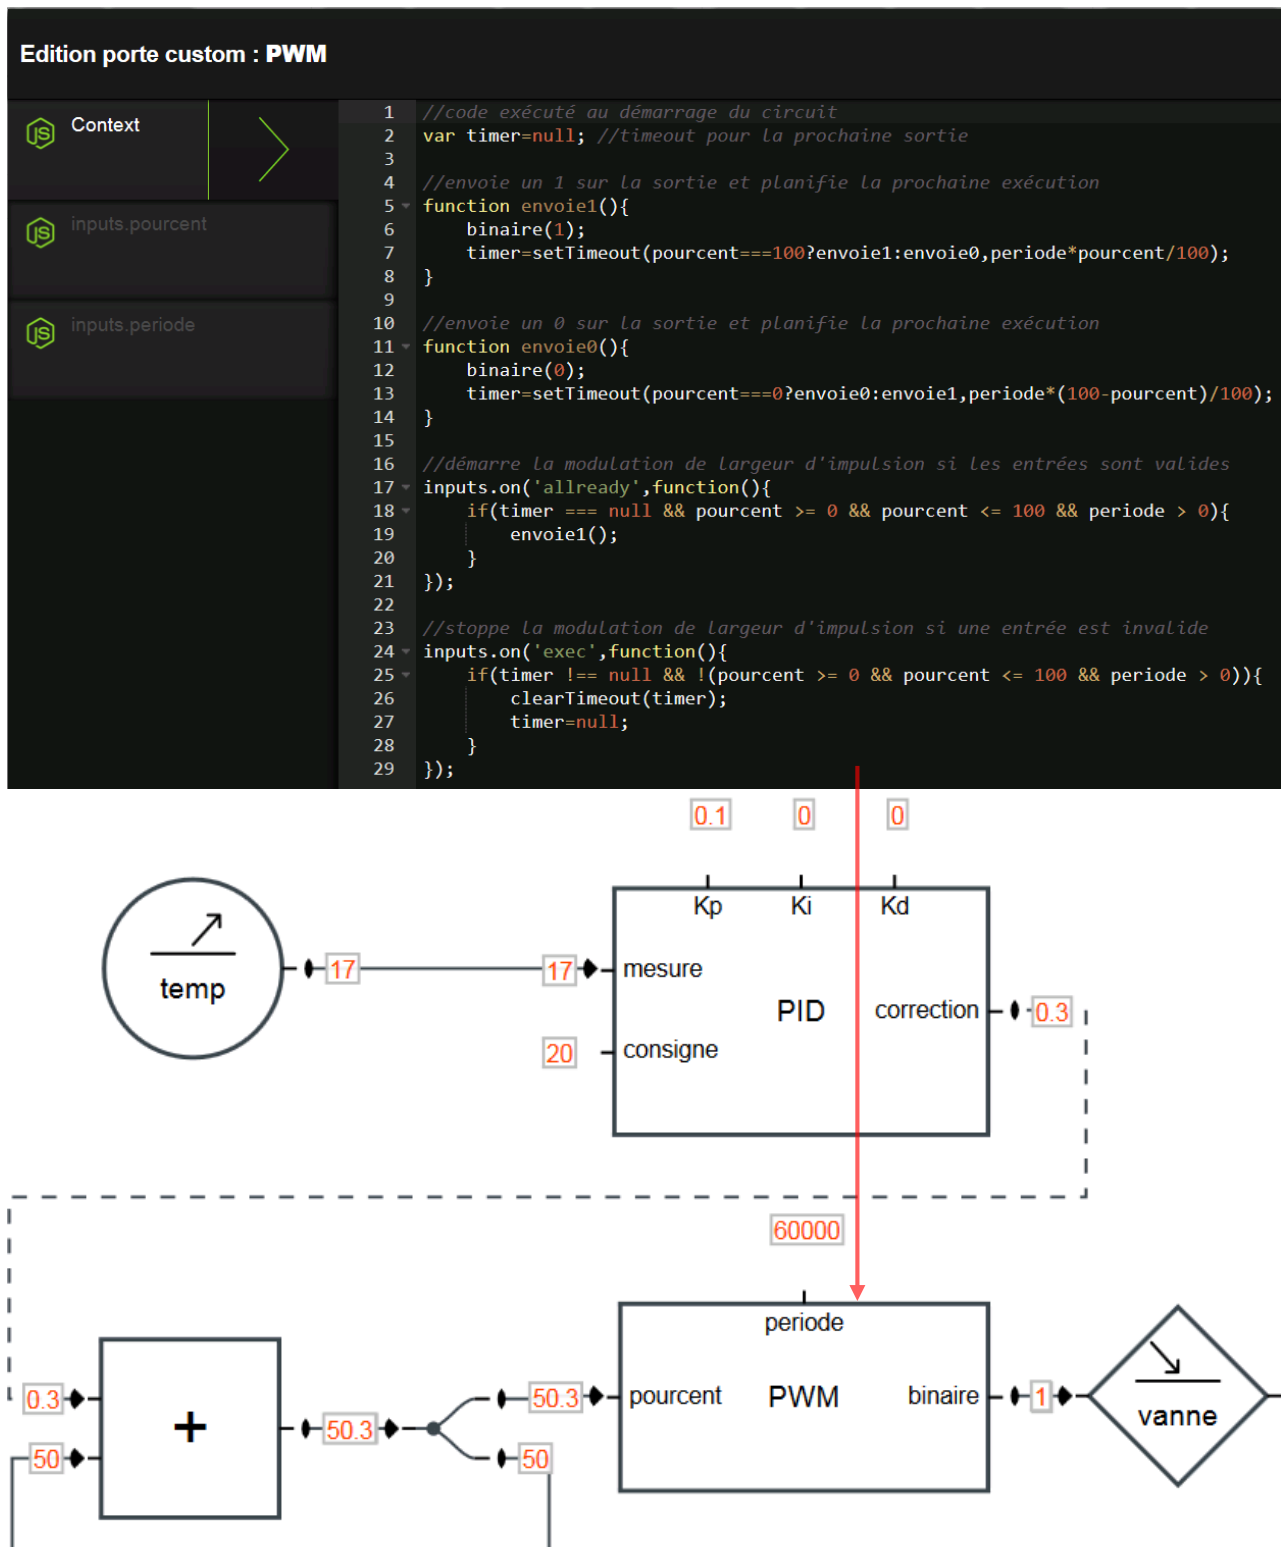 Edition porte custom : PWM
Context
inputs.pourcent
inputs.periode
1 //code exécuté au démarrage du circuit
2 var timer=null; //timeout pour la prochaine sortie
3
4 //envoie un 1 sur la sortie et planifie la prochaine exécution
5 function envoie1(){
6 binaire(1);
7 timer=setTimeout(pourcent===100?envoie1:envoie0,periode*pourcent/100);
8 }
9
10 //envoie un 0 sur la sortie et planifie la prochaine exécution
11 function envoie0(){
12 binaire(0);
13 timer=setTimeout(pourcent===0?envoie0:envoie1,periode*(100-pourcent)/100);
14 }
15
16 //démarre la modulation de largeur d'impulsion si les entrées sont valides
17 inputs.on('allready',function(){
18 if(timer === null && pourcent >= 0 && pourcent <= 100 && periode > 0){
19 envoie1();
20 }
21 });
22
23 //stoppe la modulation de largeur d'impulsion si une entrée est invalide
24 inputs.on('exec',function(){
25 if(timer !== null && !(pourcent >= 0 && pourcent <= 100 && periode > 0)){
26 clearTimeout(timer);
27 timer=null;
28 }
29 });
0.1 0 0
Kp Ki Kd
temp 17 17 mesure
PID correction 0.3
20 consigne
60000
periode
0.3 + 50.3 50.3 pourcent PWM binaire 1 vanne
50 50